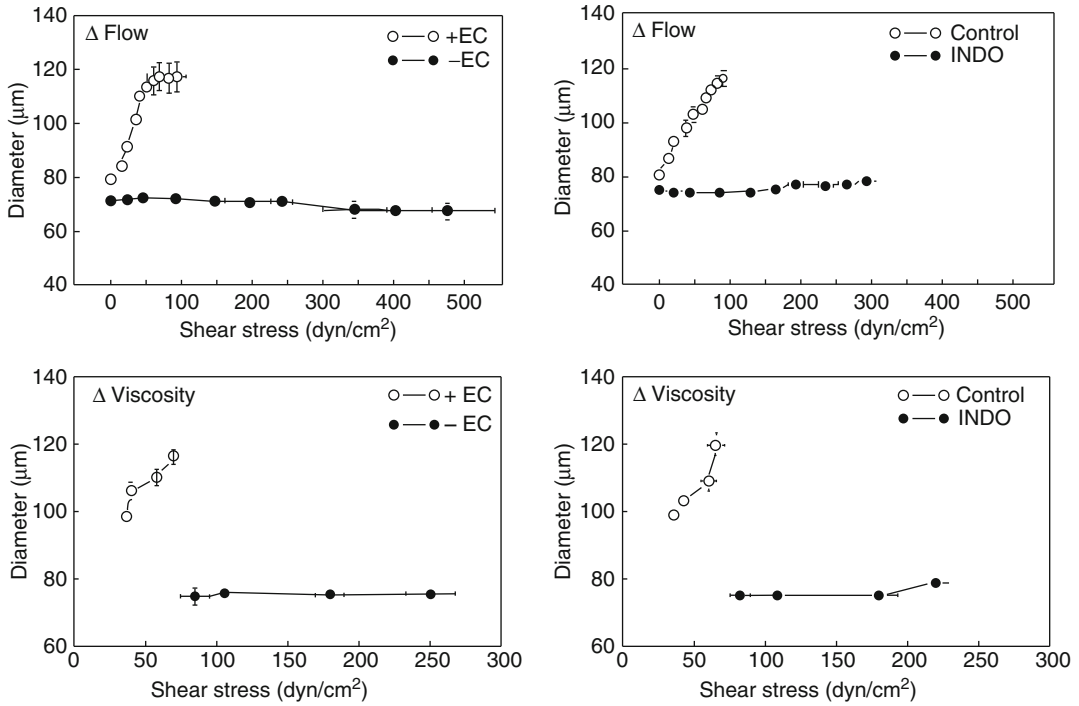 Δ Flow
+EC
−EC
Diameter (μm)
140
120
100
80
60
40
0 100 200 300 400 500
Shear stress (dyn/cm²)
Δ Flow
Control
INDO
Diameter (μm)
140
120
100
80
60
40
0 100 200 300 400 500
Shear stress (dyn/cm²)
Δ Viscosity
+ EC
− EC
Diameter (μm)
140
120
100
80
60
0 50 100 150 200 250 300
Shear stress (dyn/cm²)
Δ Viscosity
Control
INDO
Diameter (μm)
140
120
100
80
60
0 50 100 150 200 250 300
Shear stress (dyn/cm²)